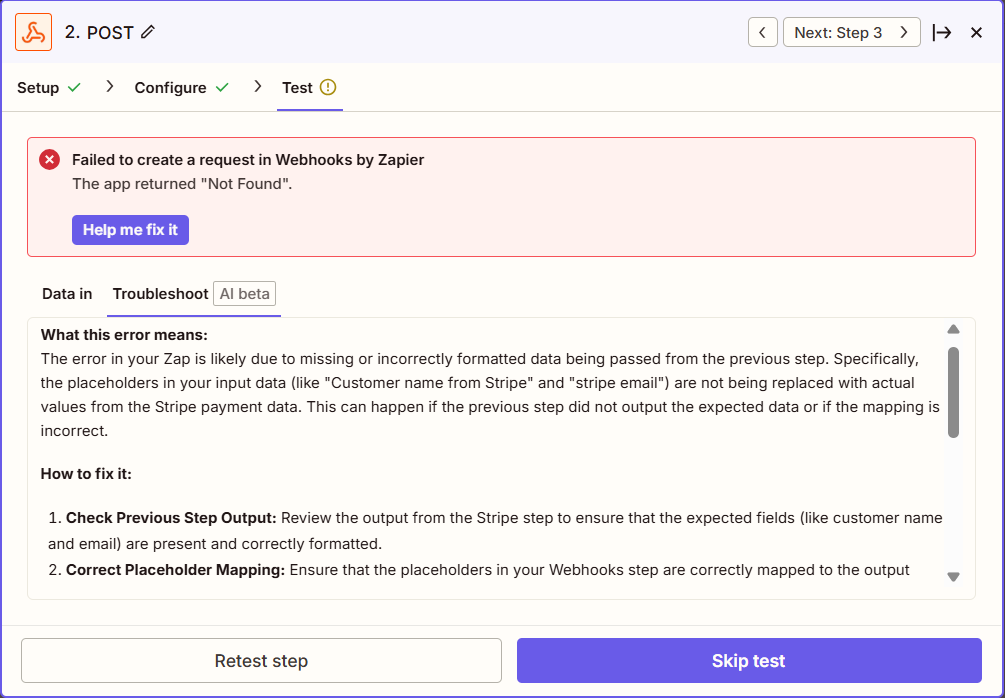 2. POST
Next: Step 3
Setup
Configure
Test
Failed to create a request in Webhooks by Zapier
The app returned "Not Found".
Help me fix it
Data in
Troubleshoot
AI beta
What this error means:
The error in your Zap is likely due to missing or incorrectly formatted data being passed from the previous step. Specifically,
the placeholders in your input data (like "Customer name from Stripe" and "stripe email") are not being replaced with actual
values from the Stripe payment data. This can happen if the previous step did not output the expected data or if the mapping is
incorrect.
How to fix it:
1. Check Previous Step Output: Review the output from the Stripe step to ensure that the expected fields (like customer name
and email) are present and correctly formatted.
2. Correct Placeholder Mapping: Ensure that the placeholders in your Webhooks step are correctly mapped to the output
Retest step
Skip test